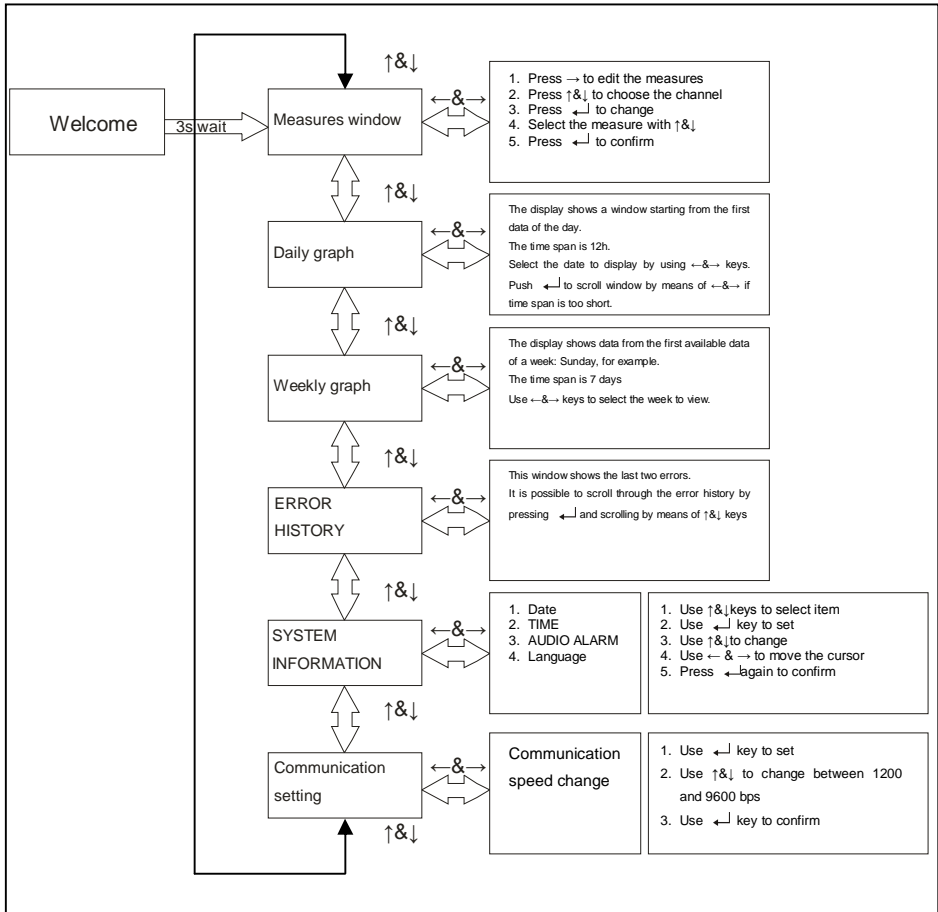 Welcome
3s wait
↑&↓
Measures window
←&→
1. Press → to edit the measures
2. Press ↑&↓ to choose the channel
3. Press ↵ to change
4. Select the measure with ↑&↓
5. Press ↵ to confirm
↑&↓
Daily graph
←&→
The display shows a window starting from the first
data of the day.
The time span is 12h.
Select the date to display by using ←&→ keys.
Push ↵ to scroll window by means of ←&→ if
time span is too short.
↑&↓
Weekly graph
←&→
The display shows data from the first available data
of a week: Sunday, for example.
The time span is 7 days
Use ←&→ keys to select the week to view.
↑&↓
ERROR
HISTORY
←&→
This window shows the last two errors.
It is possible to scroll through the error history by
pressing ↵ and scrolling by means of ↑&↓ keys
↑&↓
SYSTEM
INFORMATION
←&→
1. Date
2. TIME
3. AUDIO ALARM
4. Language
1. Use ↑&↓keys to select item
2. Use ↵ key to set
3. Use ↑&↓to change
4. Use ← & → to move the cursor
5. Press ↵again to confirm
↑&↓
Communication
setting
←&→
Communication
speed change
1. Use ↵ key to set
2. Use ↑&↓ to change between 1200
and 9600 bps
3. Use ↵ key to confirm
↑&↓